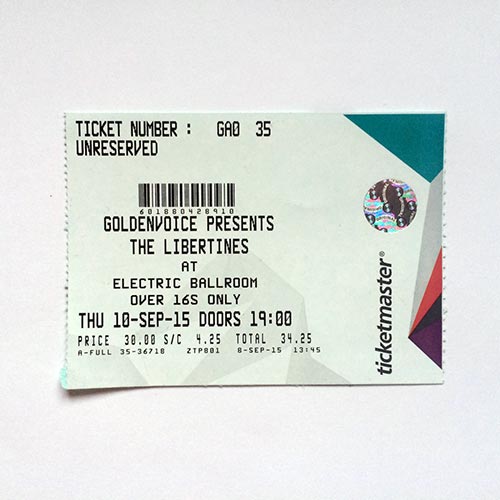 TICKET NUMBER : GA0 35
UNRESERVED
601880428910
GOLDENVOICE PRESENTS
THE LIBERTINES
AT
ELECTRIC BALLROOM
OVER 16S ONLY
THU 10-SEP-15 DOORS 19:00
PRICE 30.00 S/C 4.25 TOTAL 34.25
A-FULL 35-36718 ZTP801 8-SEP-15 13:45
ticketmaster®